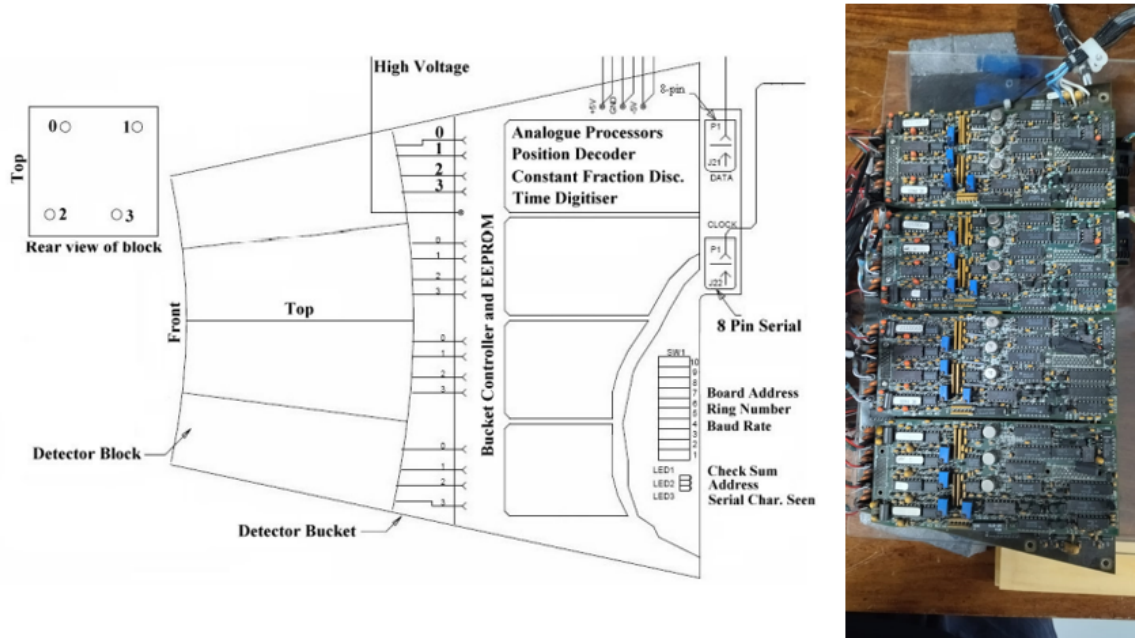 High Voltage
8-pin
+5V
GND
-5V
0
1
Top
2
3
Rear view of block
0
1
2
3
P1
J21
DATA
Analogue Processors
Position Decoder
Constant Fraction Disc.
Time Digitiser
CLOCK
P1
J22
8 Pin Serial
0
1
2
3
Front
Top
Bucket Controller and EEPROM
0
1
2
3
SW1
10
9
8
7
6
5
4
3
2
1
Board Address
Ring Number
Baud Rate
Detector Block
0
1
2
3
LED1
LED2
LED3
Check Sum
Address
Serial Char. Seen
Detector Bucket